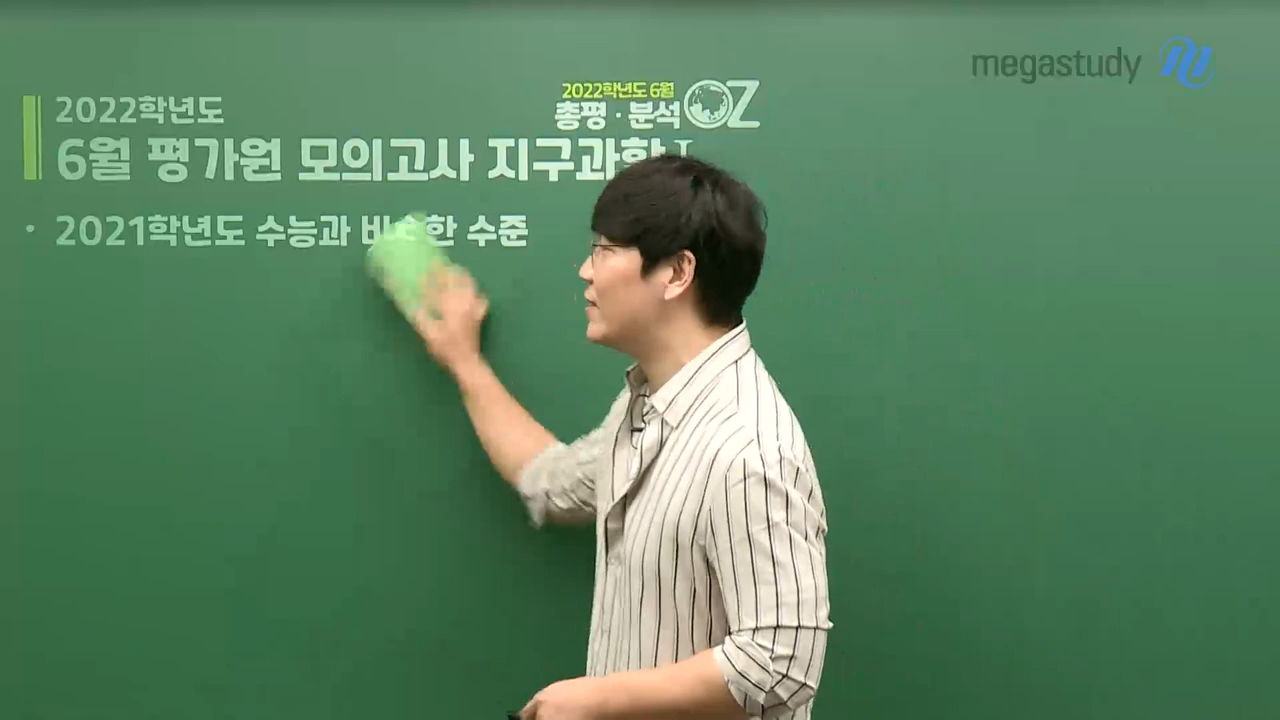 megastudy
2022학년도 6월
총평·분석 OZ
2022학년도
6월 평가원 모의고사 지구과학 I
• 2021학년도 수능과 한 수준